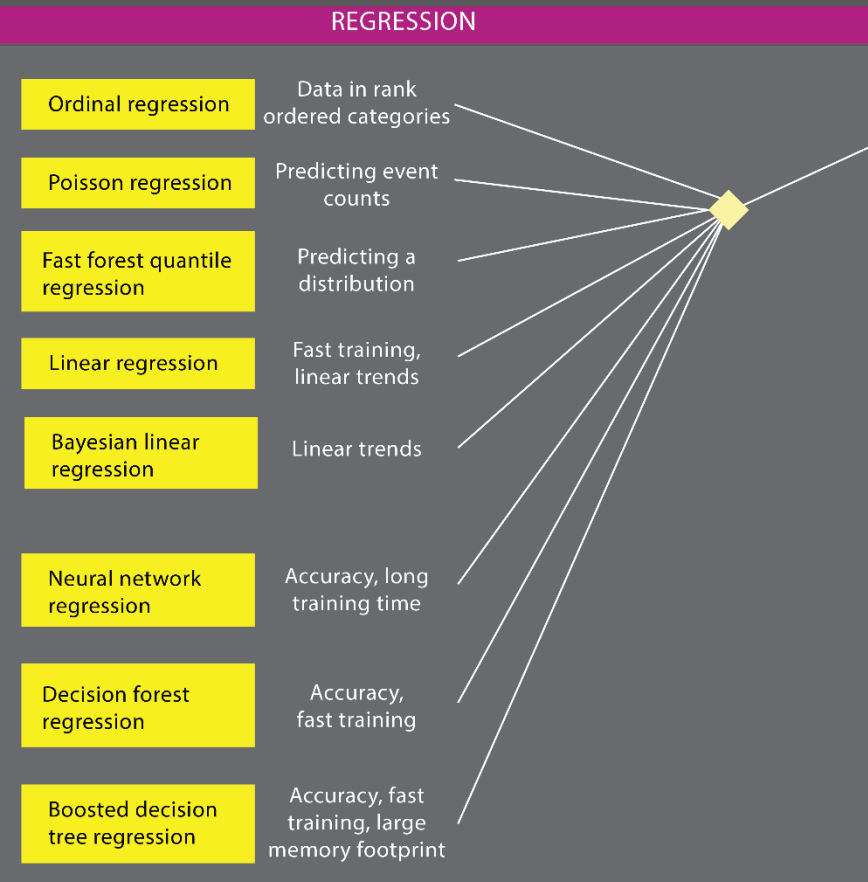 REGRESSION
Ordinal regression
Data in rank
ordered categories
Poisson regression
Predicting event
counts
Fast forest quantile
regression
Predicting a
distribution
Linear regression
Fast training,
linear trends
Bayesian linear
regression
Linear trends
Neural network
regression
Accuracy, long
training time
Decision forest
regression
Accuracy,
fast training
Boosted decision
tree regression
Accuracy, fast
training, large
memory footprint